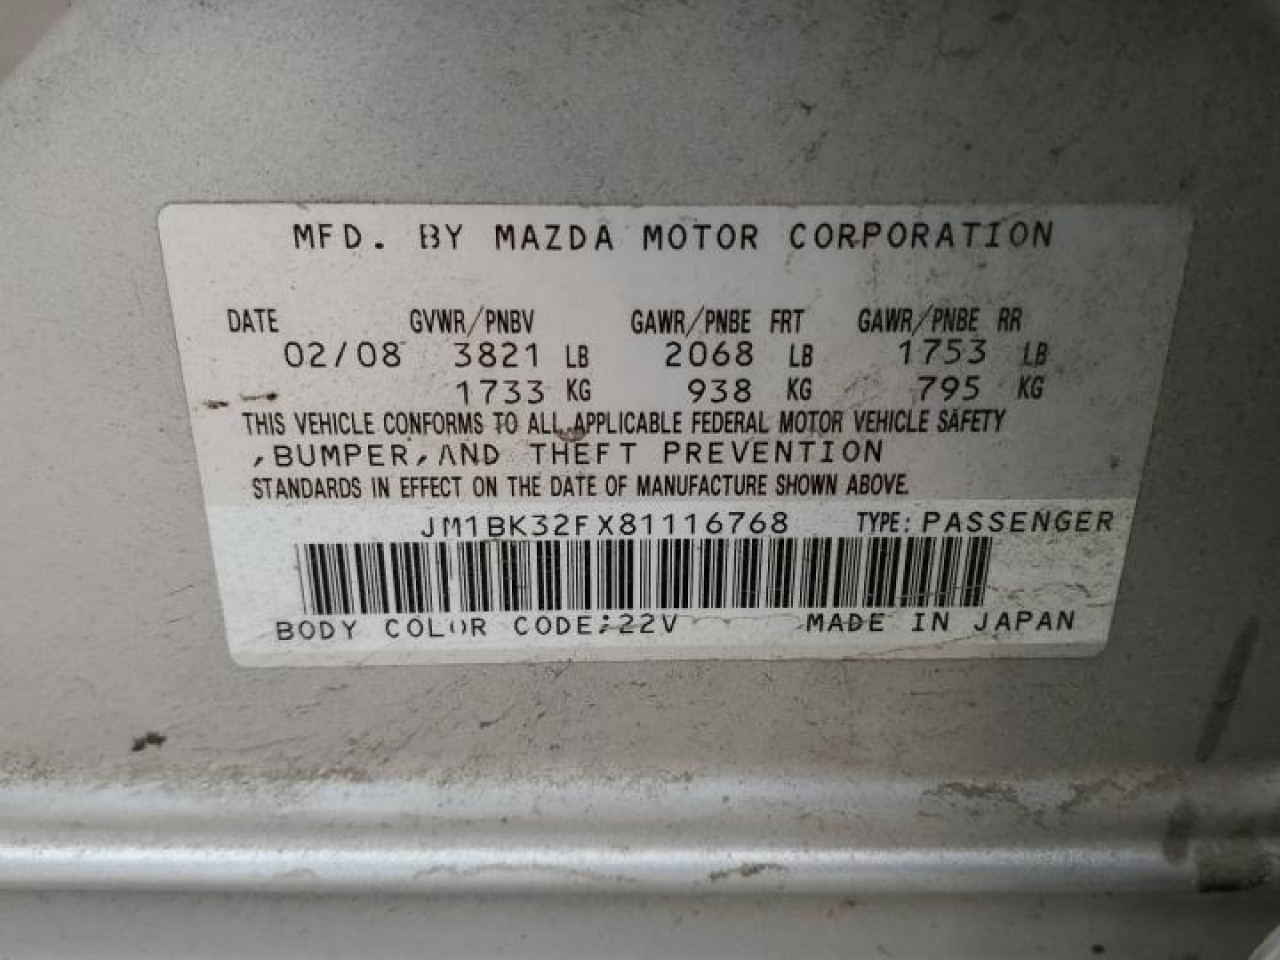 MFD. BY MAZDA MOTOR CORPORATION
DATE GVWR/PNBV GAWR/PNBE FRT GAWR/PNBE RR
02/08 3821 LB 2068 LB 1753 LB
1733 KG 938 KG 795 KG
THIS VEHICLE CONFORMS TO ALL APPLICABLE FEDERAL MOTOR VEHICLE SAFETY
,BUMPER,AND THEFT PREVENTION
STANDARDS IN EFFECT ON THE DATE OF MANUFACTURE SHOWN ABOVE.
JM1BK32FX81116768 TYPE: PASSENGER
BODY COLOR CODE:22V MADE IN JAPAN